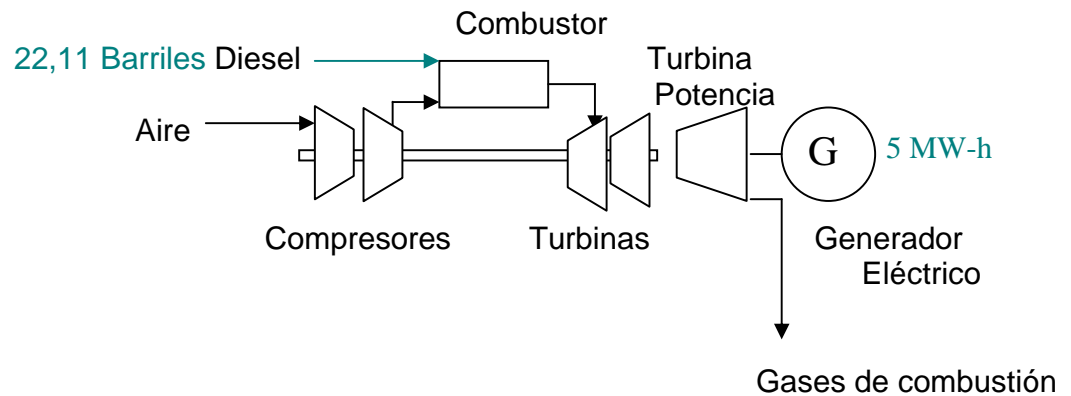 Combustor
22,11 Barriles Diesel
Turbina
Potencia
Aire
G
5 MW-h
Compresores
Turbinas
Generador
Eléctrico
Gases de combustión